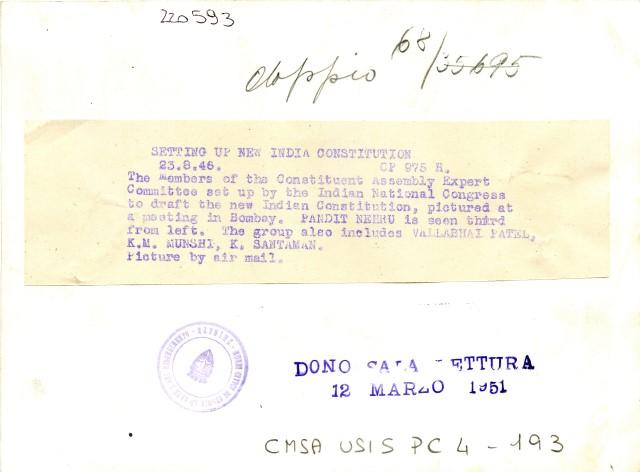 220593
doppio 68/35695
SETTING UP NEW INDIA CONSTITUTION
23.8.46. CP 975 H.
The Members of the Constituent Assembly Expert
Committee set up by the Indian National Congress
to draft the new Indian Constitution, pictured at
a meeting in Bombay. PANDIT NEHRU is seen third
from left. The group also includes VALLABHAI PATEL,
K.M. MUNSHI, K. SANTAMAN.
Picture by air mail.
DONO SALA LETTURA
12 MARZO 1951
CMSA USIS PC 4 - 193